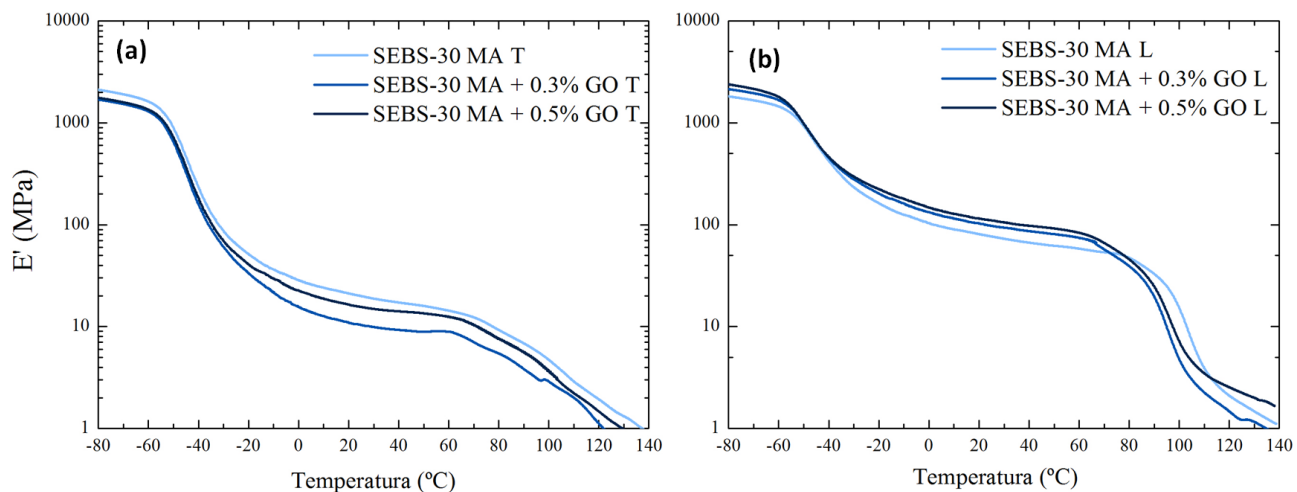 (a)
SEBS-30 MA T
SEBS-30 MA + 0.3% GO T
SEBS-30 MA + 0.5% GO T
E' (MPa)
10000
1000
100
10
1
-80 -60 -40 -20 0 20 40 60 80 100 120 140
Temperatura (ºC)
(b)
SEBS-30 MA L
SEBS-30 MA + 0.3% GO L
SEBS-30 MA + 0.5% GO L
10000
1000
100
10
1
-80 -60 -40 -20 0 20 40 60 80 100 120 140
Temperatura (ºC)